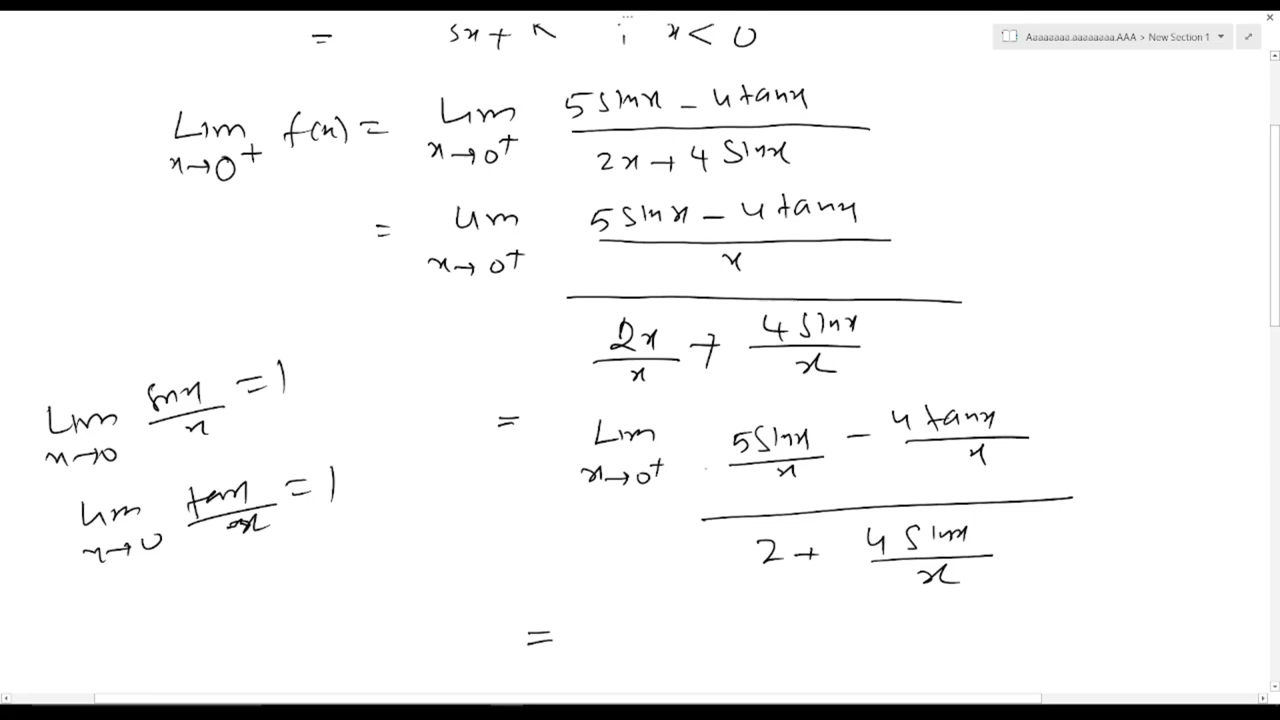 = 5x + K ; x < 0
Aaaaaaaa.aaaaaaaa.AAA > New Section 1
Lim x→0+ f(x) = Lim x→0+ (5 sin x − 4 tan x) / (2x + 4 sin x)
= Lim x→0+ ((5 sin x − 4 tan x) / x) / (2x/x + 4 sin x/x)
Lim x→0 sin x/x = 1
= Lim x→0+ (5 sin x/x − 4 tan x/x) / (2 + 4 sin x/x)
Lim x→0 tan x/x = 1
=